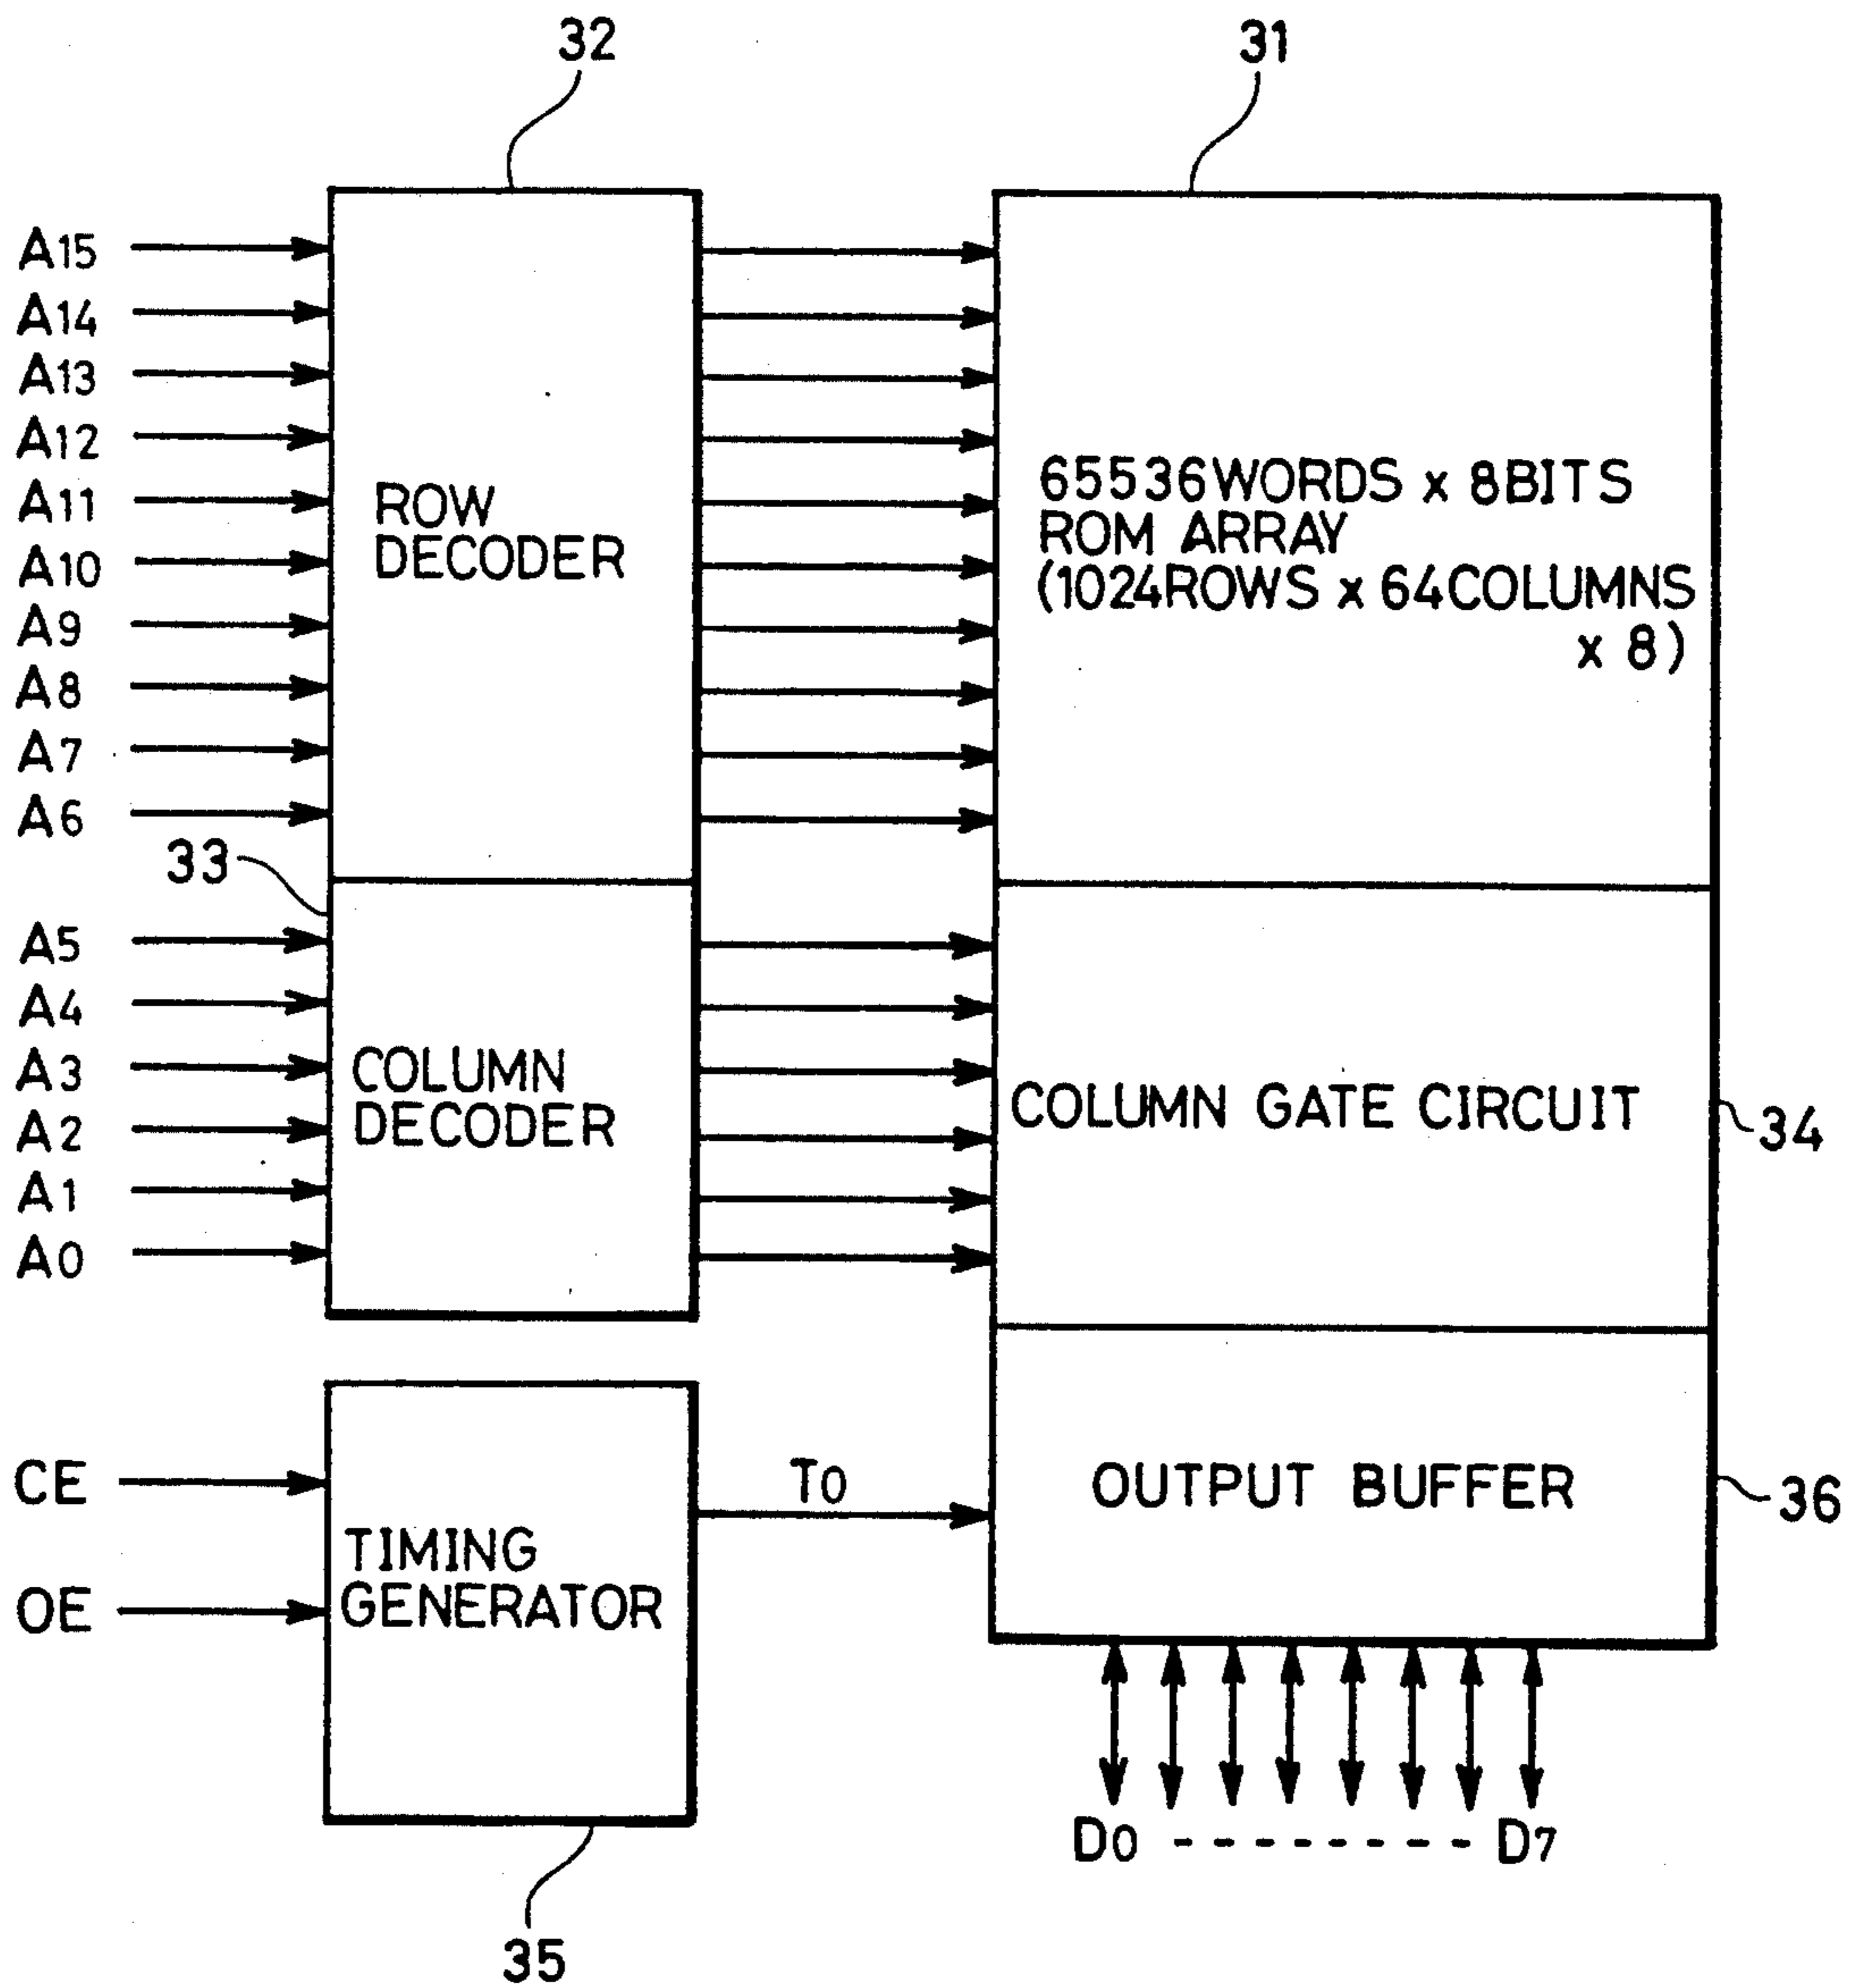 32
31
A15
A14
A13
A12
A11
A10
A9
A8
A7
A6
ROW
DECODER
65536WORDS x 8BITS
ROM ARRAY
(1024ROWS x 64COLUMNS
x 8)
33
A5
A4
A3
A2
A1
A0
COLUMN
DECODER
COLUMN GATE CIRCUIT
34
CE
OE
TIMING
GENERATOR
T0
OUTPUT BUFFER
36
D0 -------- D7
35